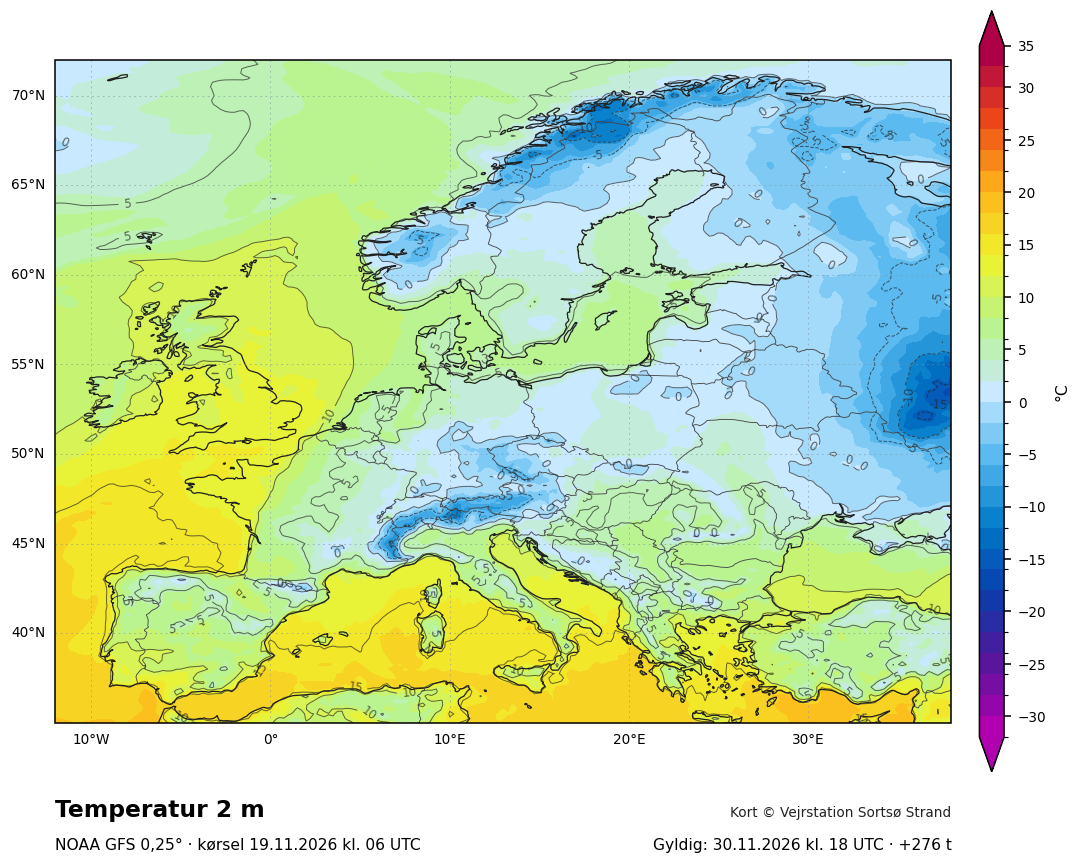 70°N
65°N
60°N
55°N
50°N
45°N
40°N
10°W 0° 10°E 20°E 30°E
35
30
25
20
15
10
5
0
−5
−10
−15
−20
−25
−30
°C
Temperatur 2 m
Kort © Vejrstation Sortsø Strand
NOAA GFS 0,25° · kørsel 19.11.2026 kl. 06 UTC
Gyldig: 30.11.2026 kl. 18 UTC · +276 t